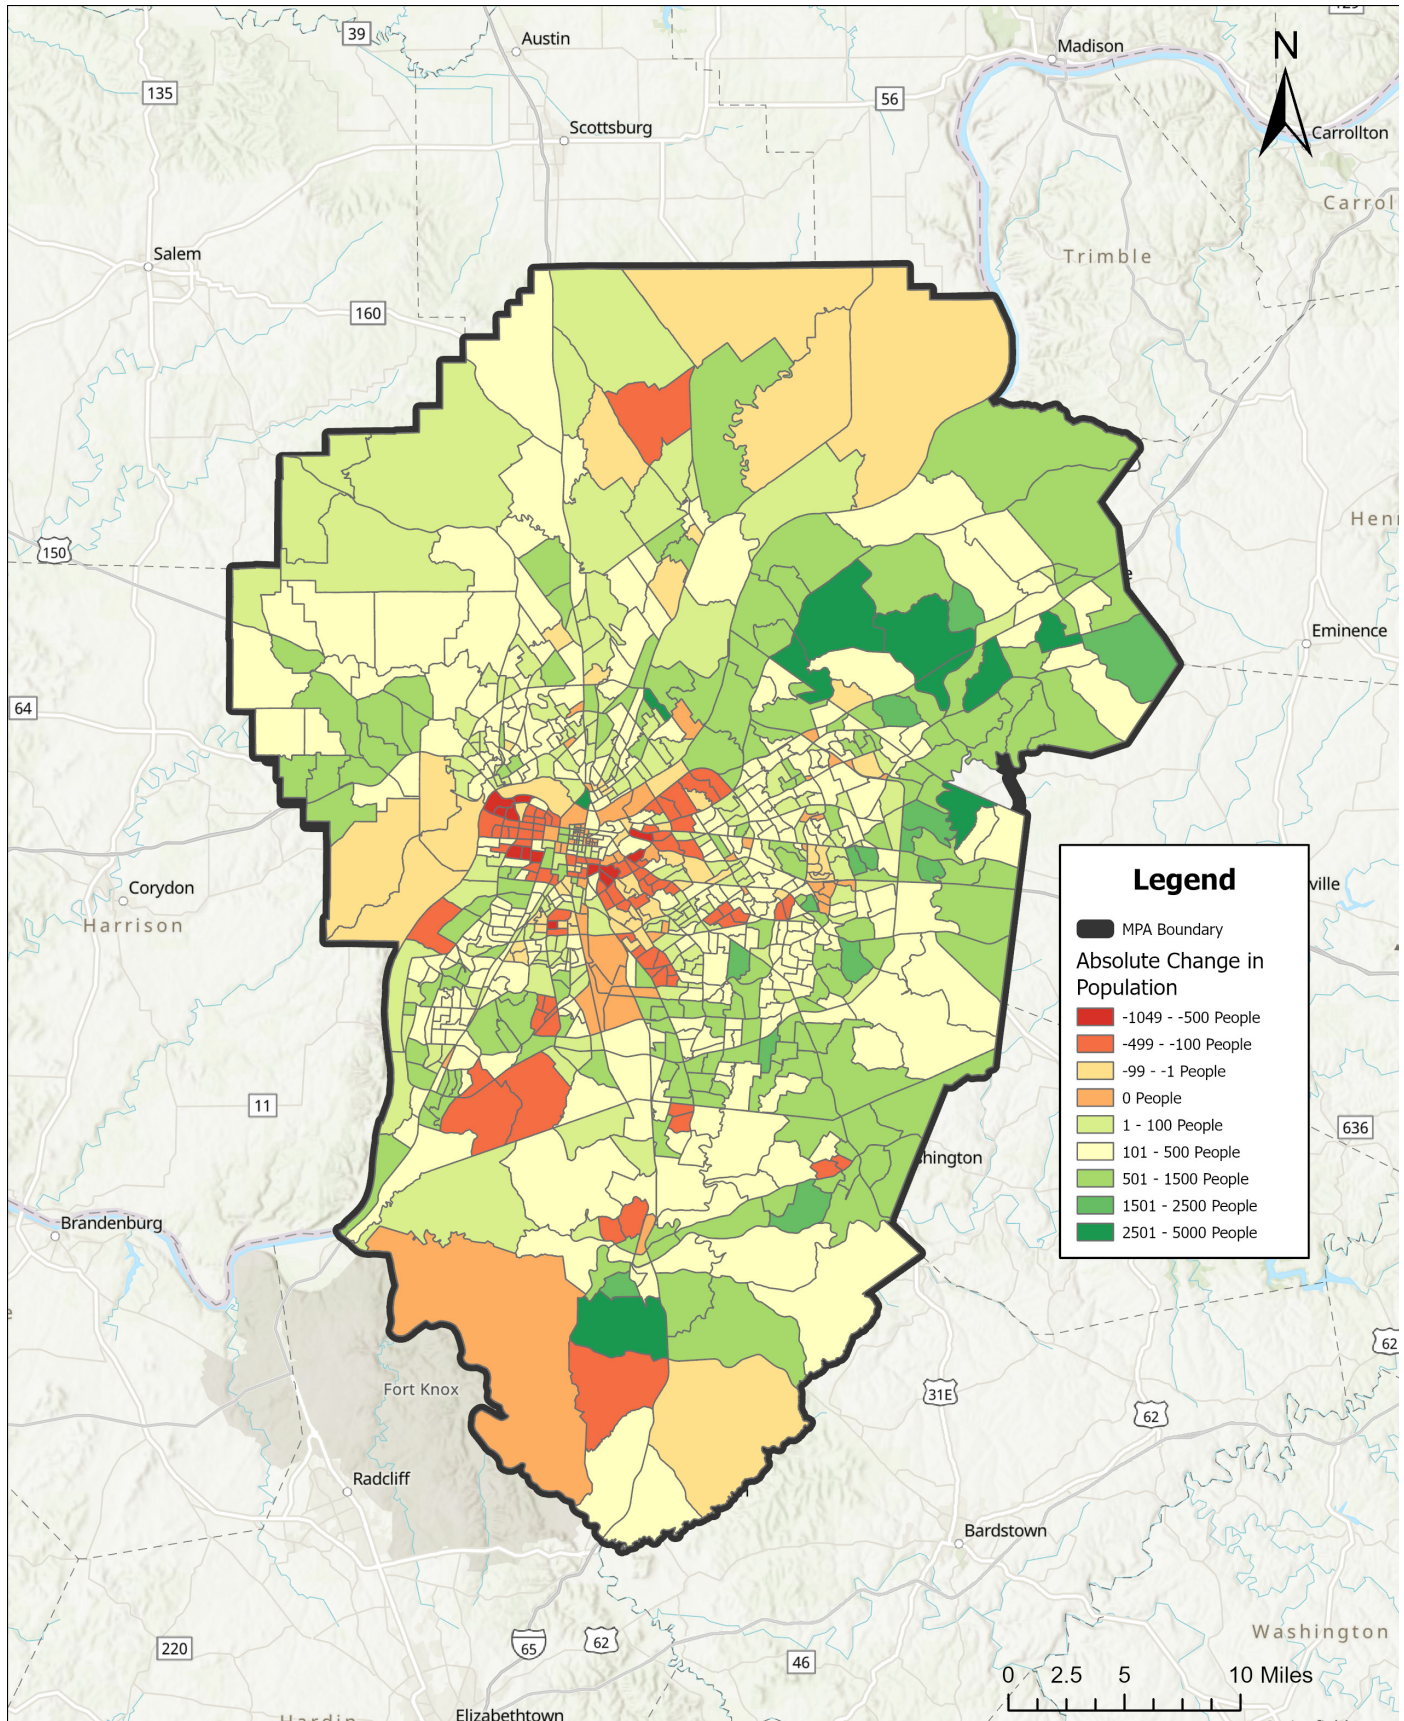 39
Austin
Madison
135
56
N
Scottsburg
Carrollton
Carrol
Salem
Trimble
160
150
Henr
Eminence
64
Corydon
Harrison
ville
Legend
MPA Boundary
Absolute Change in
Population
-1049 - -500 People
-499 - -100 People
-99 - -1 People
0 People
1 - 100 People
101 - 500 People
501 - 1500 People
1501 - 2500 People
2501 - 5000 People
11
636
hington
Brandenburg
62
Fort Knox
31E
62
Radcliff
Bardstown
Washington
220
65
62
46
0 2.5 5 10 Miles
Elizabethtown
Hardin